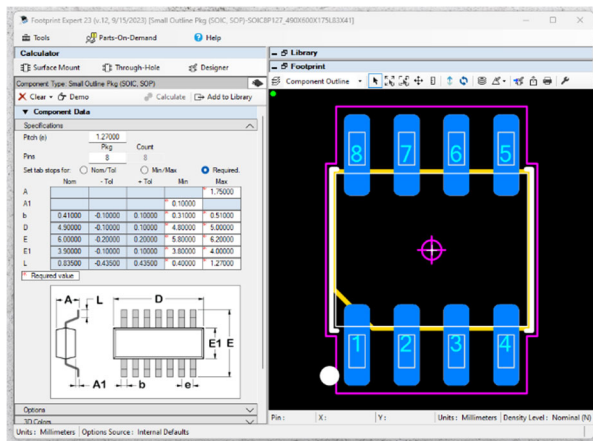 Footprint Expert 23 (v.12, 9/15/2023) [Small Outline Pkg (SOIC, SOP)-SOIC8P127_490X600X175L83X41]
Tools Parts-On-Demand Help
Calculator
Surface Mount Through-Hole Designer
Component Type: Small Outline Pkg (SOIC, SOP)
Clear Demo Calculate Add to Library
Component Data
Specifications
Pitch (e) 1.27000
Pkg Count
Pins 8 8
Set tab stops for: Nom/Tol Min/Max Required.
Nom - Tol + Tol Min Max
A * 1.75000
A1 * 0.10000
b 0.41000 -0.10000 0.10000 * 0.31000 * 0.51000
D 4.90000 -0.10000 0.10000 * 4.80000 * 5.00000
E 6.00000 -0.20000 0.20000 * 5.80000 * 6.20000
E1 3.90000 -0.10000 0.10000 * 3.80000 * 4.00000
L 0.83500 -0.43500 0.43500 * 0.40000 * 1.27000
* Required value
A L D
E1 E
A1 b e
Options
3D Colors
Units: Millimeters Options Source: Internal Defaults
Library
Footprint
Component Outline
8 7 6 5
1 2 3 4
Pin: X: Y: Units: Millimeters Density Level: Nominal (N)